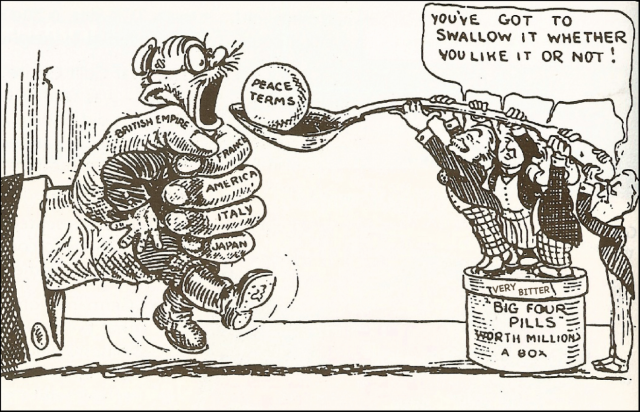 YOU'VE GOT TO
SWALLOW IT WHETHER
YOU LIKE IT OR NOT!
PEACE
TERMS
BRITISH EMPIRE
FRANCE
AMERICA
ITALY
JAPAN
VERY BITTER
"BIG FOUR
PILLS"
WORTH MILLIONS
A BOX